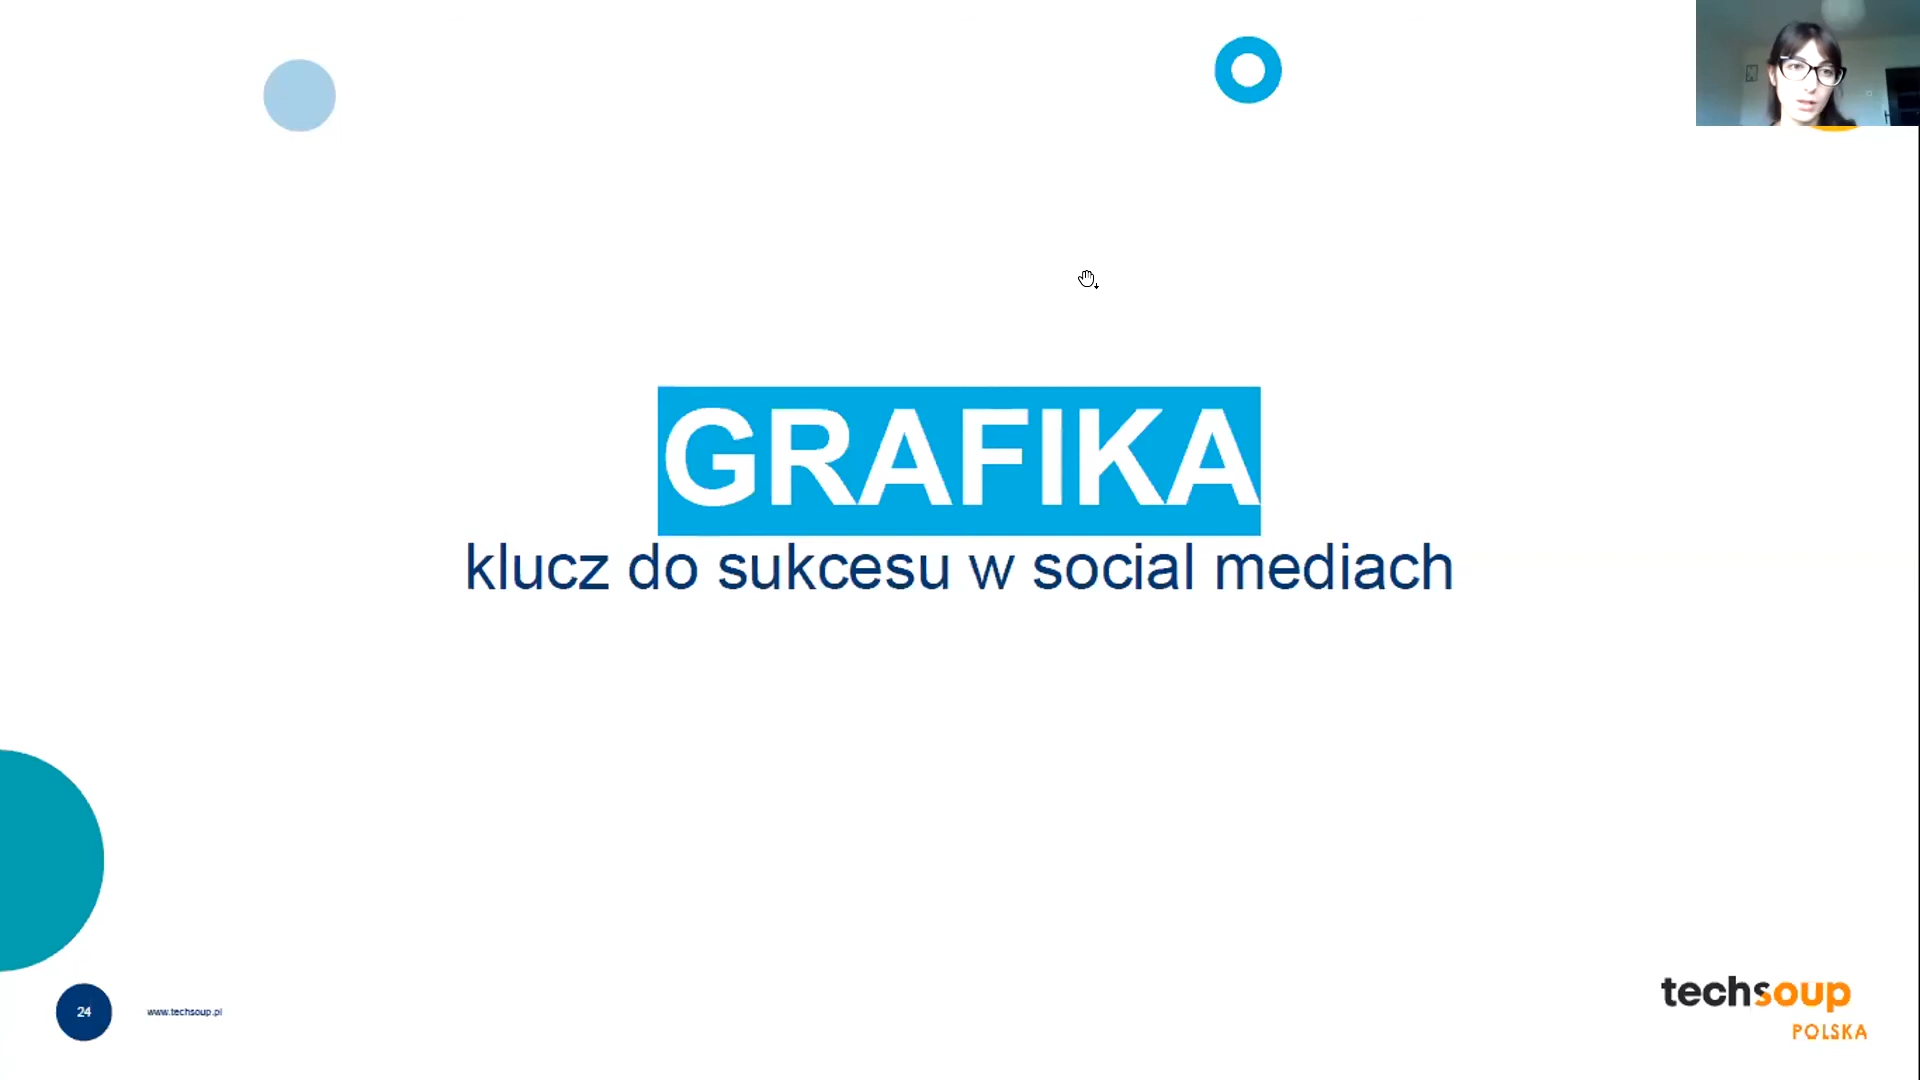 GRAFIKA
klucz do sukcesu w social mediach
24
www.techsoup.pl
techsoup
POLSKA